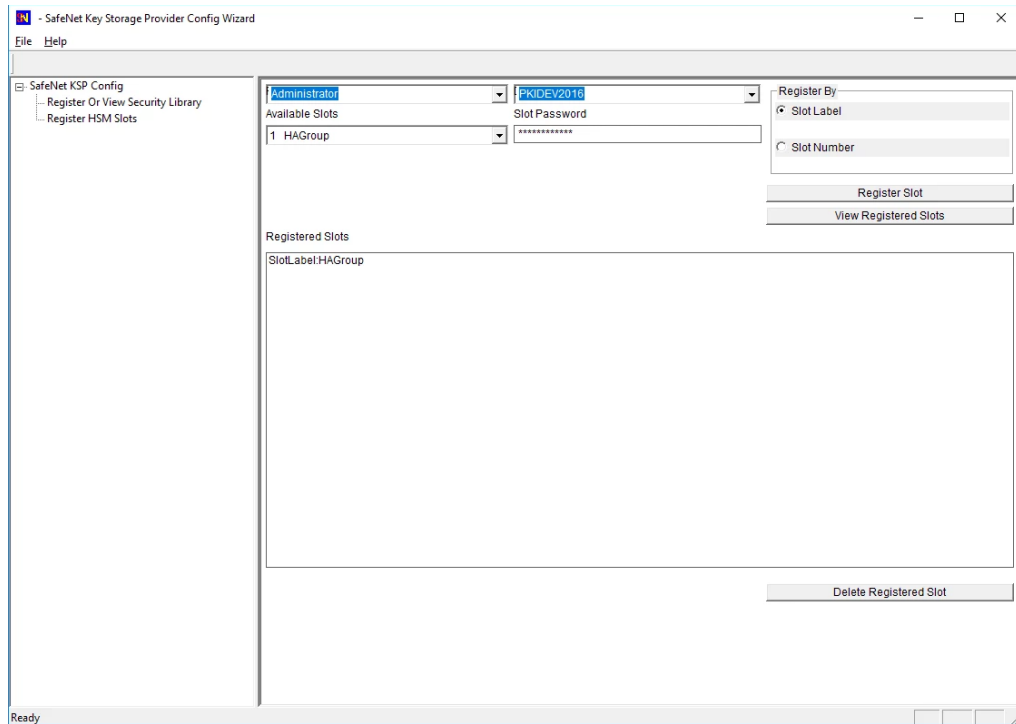 - SafeNet Key Storage Provider Config Wizard
File Help
SafeNet KSP Config
Register Or View Security Library
Register HSM Slots
Administrator PKIDEV2016
Available Slots Slot Password
1 HAGroup ************
Register By
Slot Label
Slot Number
Register Slot
View Registered Slots
Registered Slots
SlotLabel:HAGroup
Delete Registered Slot
Ready